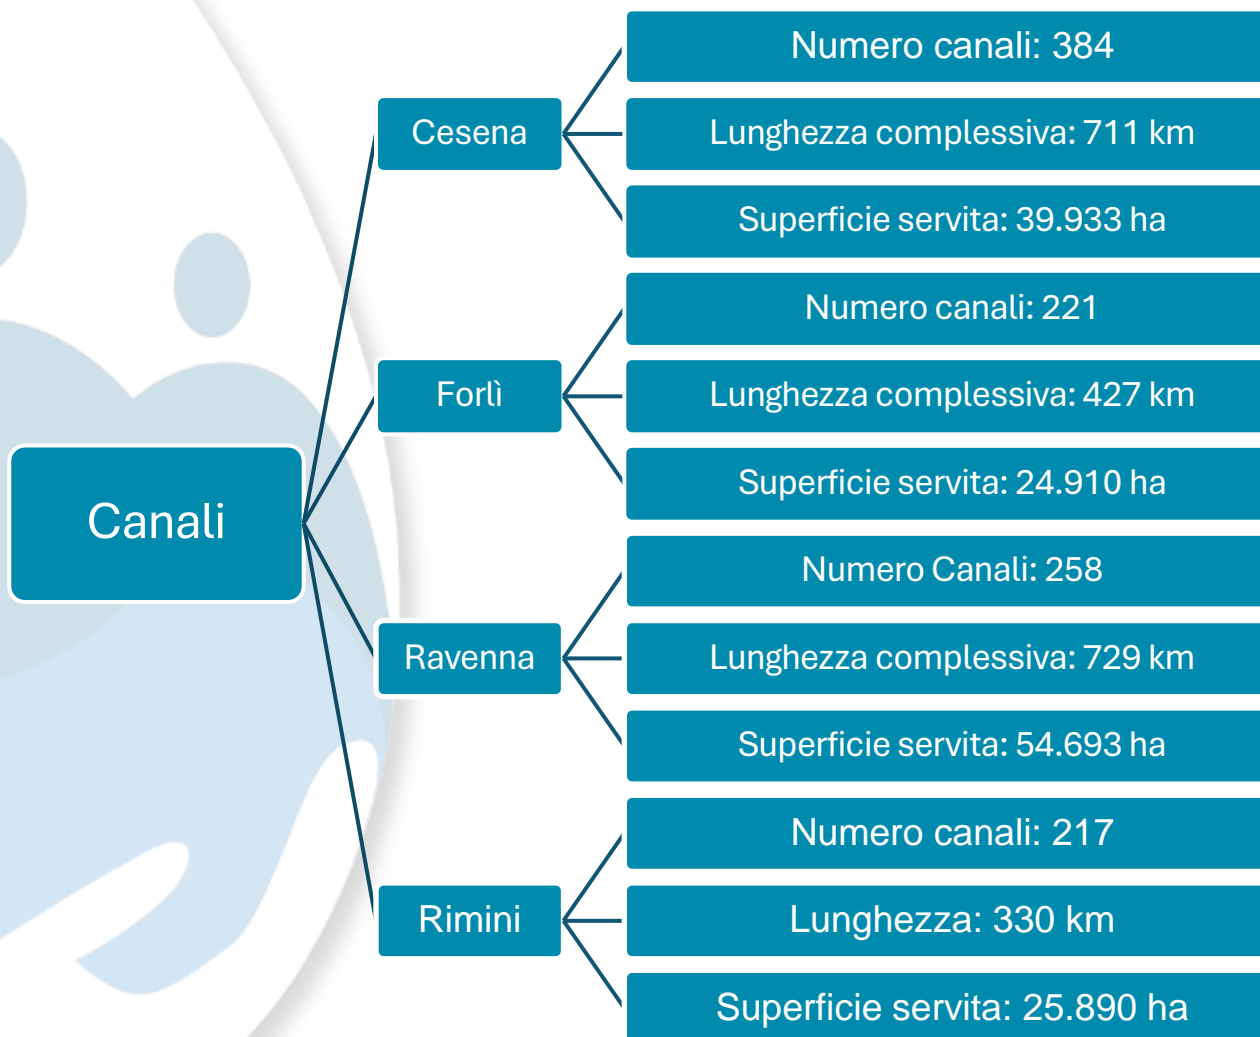 Canali
Cesena
Numero canali: 384
Lunghezza complessiva: 711 km
Superficie servita: 39.933 ha
Forlì
Numero canali: 221
Lunghezza complessiva: 427 km
Superficie servita: 24.910 ha
Ravenna
Numero Canali: 258
Lunghezza complessiva: 729 km
Superficie servita: 54.693 ha
Rimini
Numero canali: 217
Lunghezza: 330 km
Superficie servita: 25.890 ha